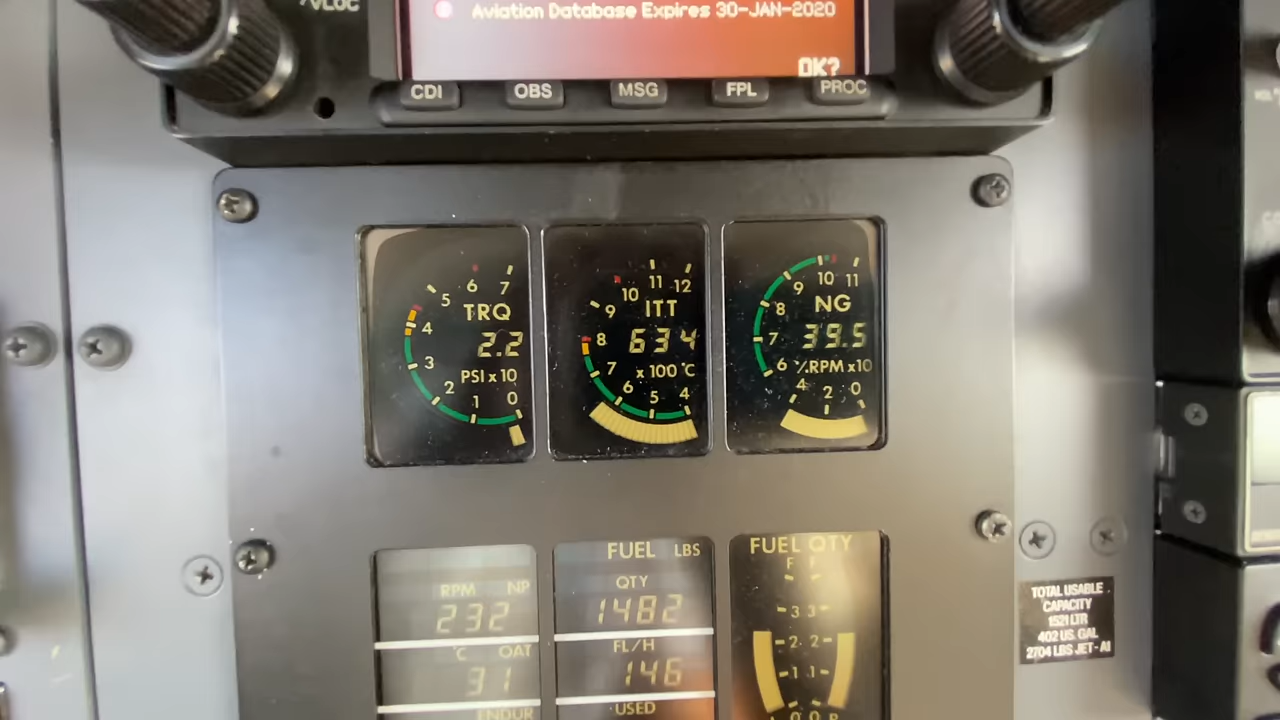 /VLOC
Aviation Database Expires 30-JAN-2020
OK?
CDI OBS MSG FPL PROC
6 7
5
TRQ
4
2.2
3
PSI x 10
2 1 0
11 12
10
9 ITT
8 634
7 x 100 °C
6 5 4
10 11
9
NG
8
7 39.5
6 %RPM x10
4 2 0
RPM NP
232
°C OAT
31
ENDUR
FUEL LBS
QTY
1482
FL/H
146
USED
FUEL QTY
F F
3 3
2 2
1 1
0 0 R
TOTAL USABLE
CAPACITY
1521 LTR
402 US. GAL
2704 LBS JET-A1